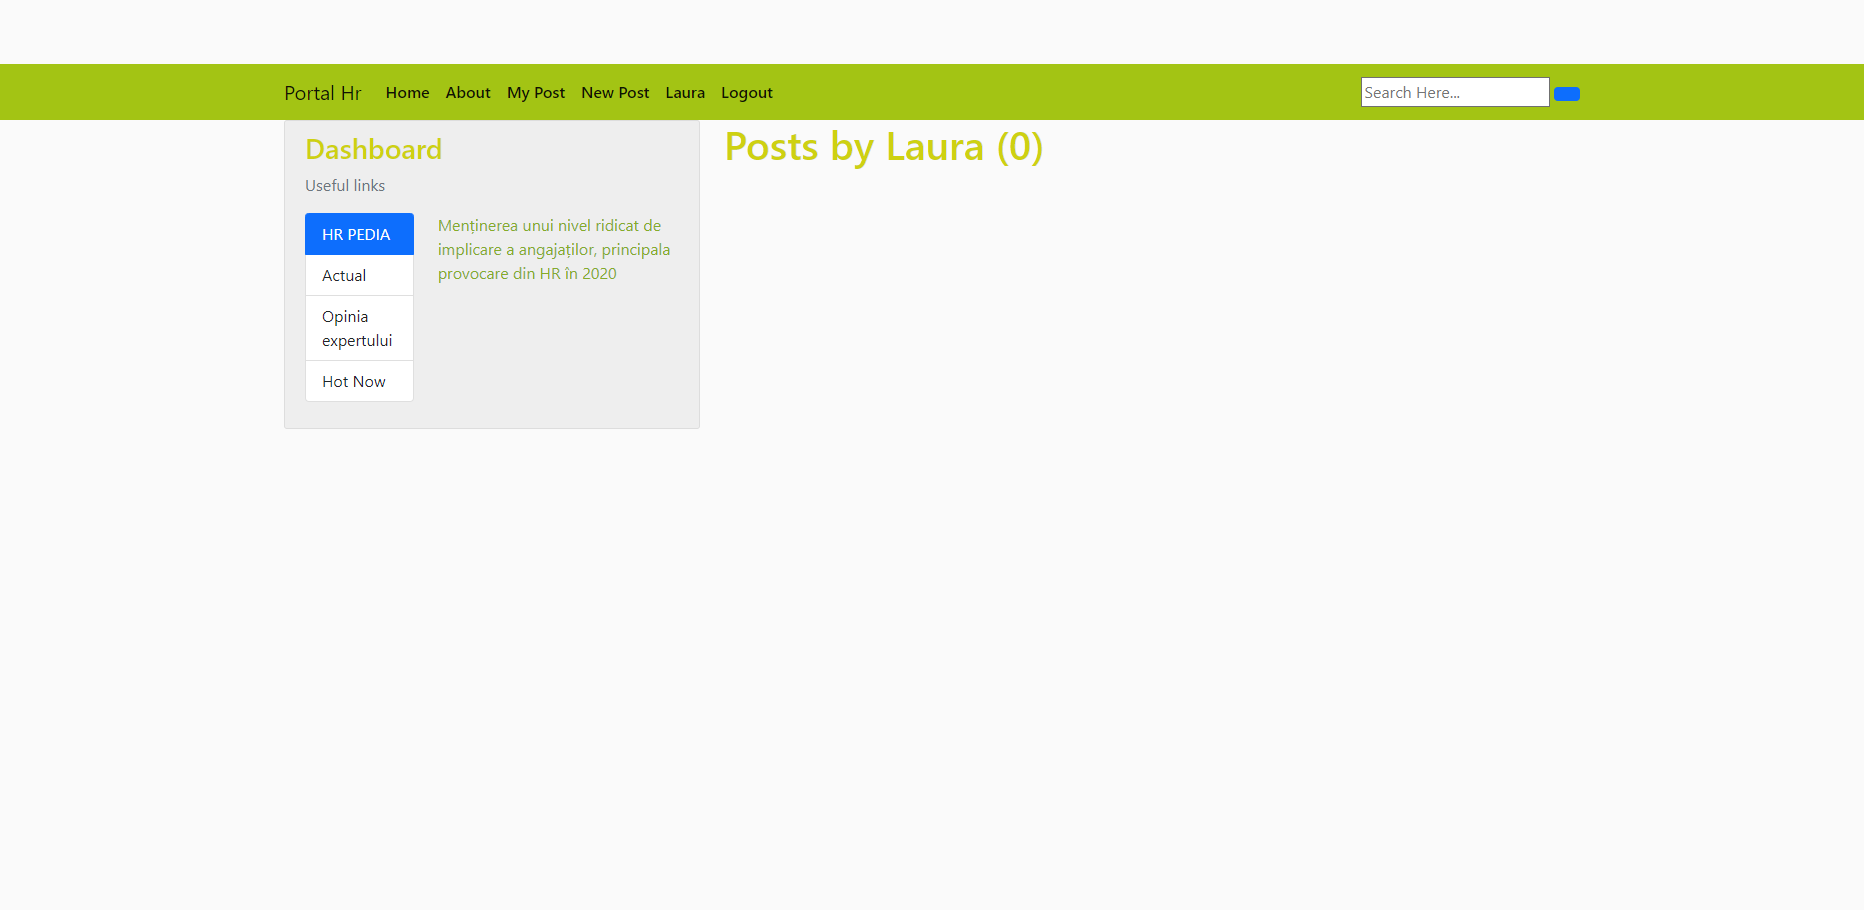 Portal Hr Home About My Post New Post Laura Logout Search Here...
Dashboard
Useful links
HR PEDIA
Actual
Opinia
expertului
Hot Now
Menținerea unui nivel ridicat de
implicare a angajaților, principala
provocare din HR în 2020
Posts by Laura (0)